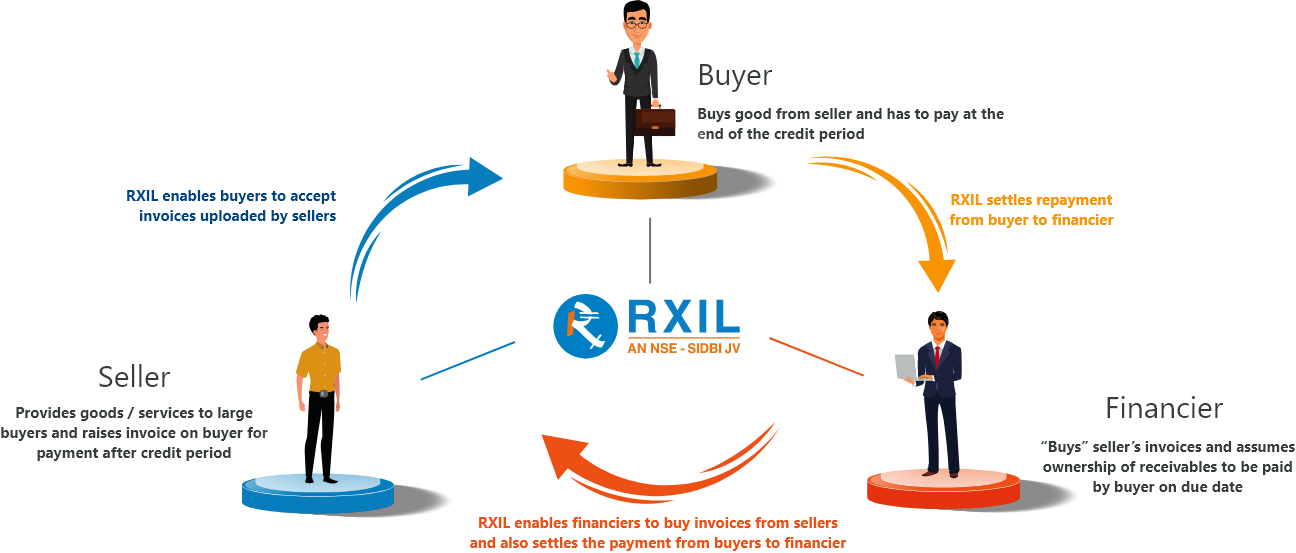 Buyer
Buys good from seller and has to pay at the
end of the credit period
RXIL enables buyers to accept
invoices uploaded by sellers
RXIL settles repayment
from buyer to financier
RXIL
AN NSE - SIDBI JV
Seller
Provides goods / services to large
buyers and raises invoice on buyer for
payment after credit period
Financier
“Buys” seller’s invoices and assumes
ownership of receivables to be paid
by buyer on due date
RXIL enables financiers to buy invoices from sellers
and also settles the payment from buyers to financier